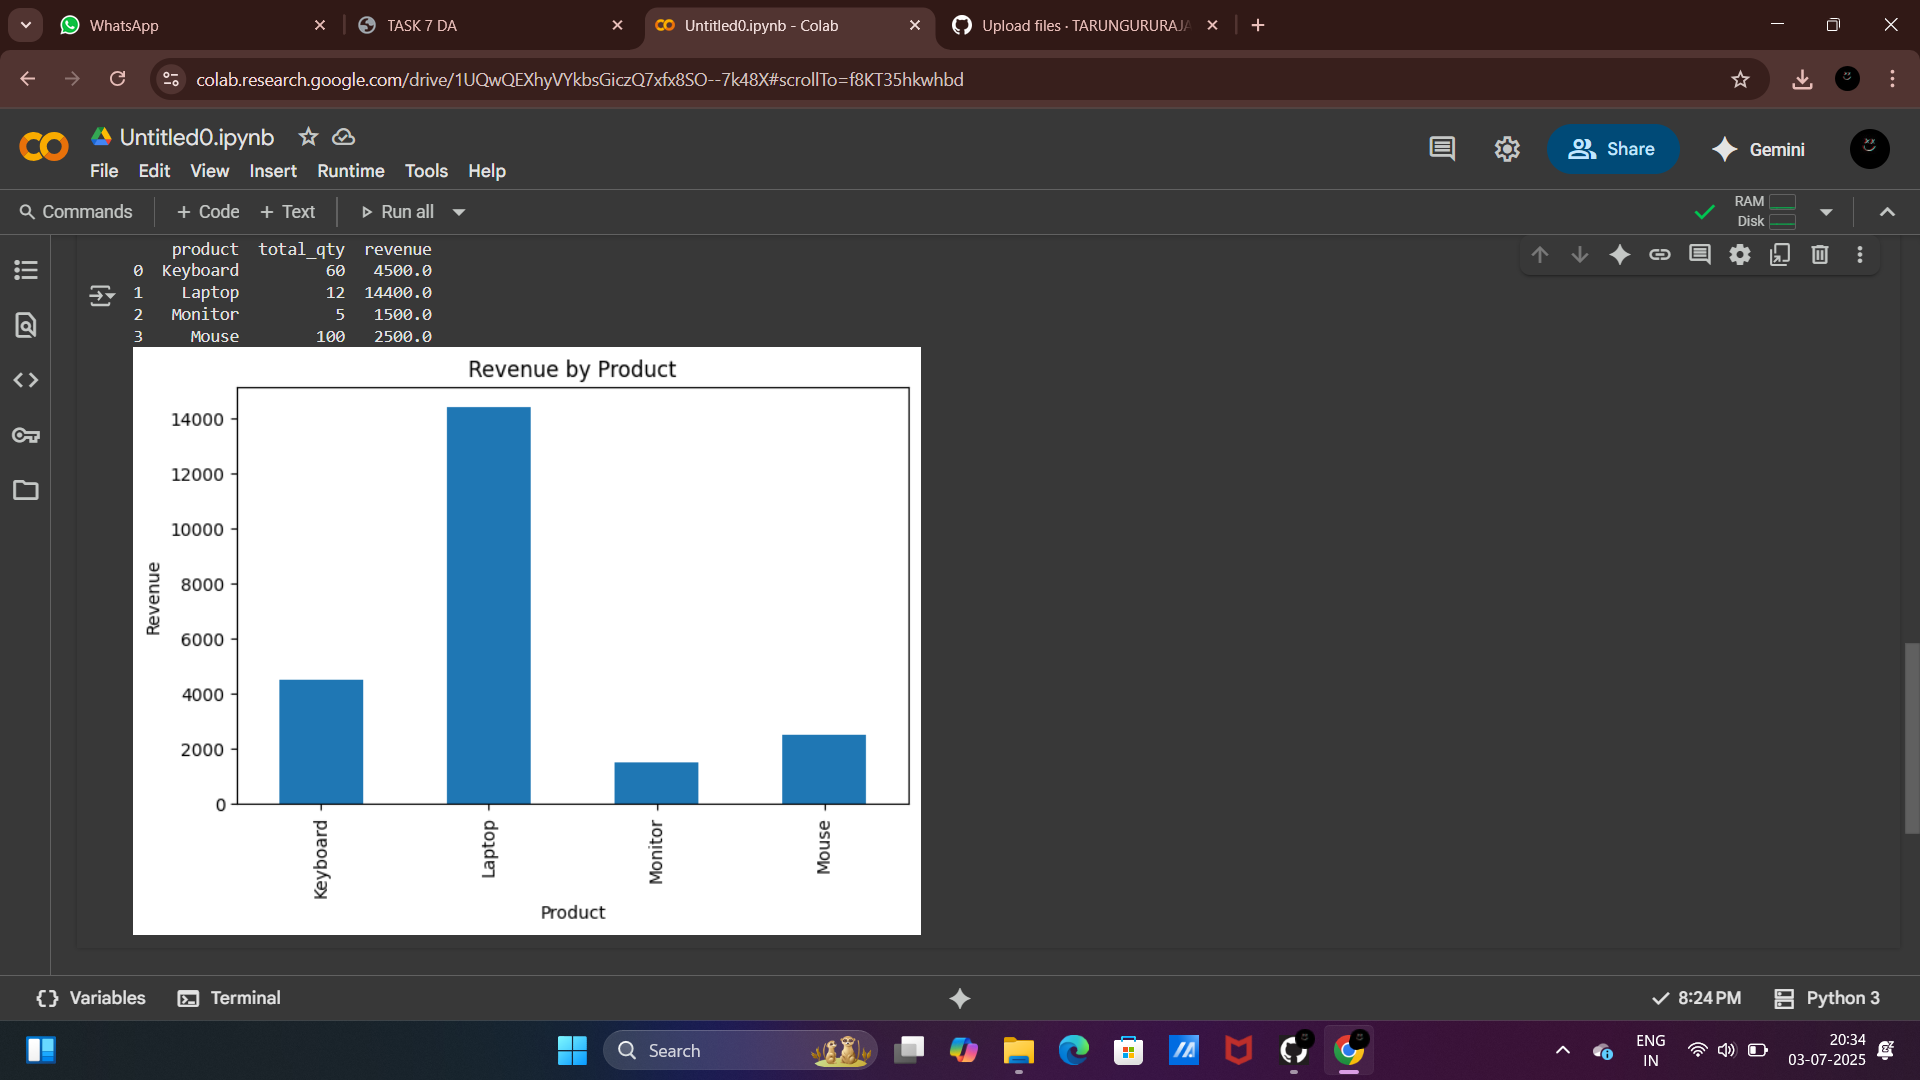 WhatsApp
TASK 7 DA
Untitled0.ipynb - Colab
Upload files · TARUNGURURAJA
colab.research.google.com/drive/1UQwQEXhyVYkbsGiczQ7xfx8SO--7k48X#scrollTo=f8KT35hkwhbd
Untitled0.ipynb
File Edit View Insert Runtime Tools Help
Share
Gemini
Commands + Code + Text Run all
RAM
Disk
product total_qty revenue
0 Keyboard 60 4500.0
1 Laptop 12 14400.0
2 Monitor 5 1500.0
3 Mouse 100 2500.0
Revenue by Product
14000
12000
10000
8000
6000
4000
2000
0
Revenue
Keyboard
Laptop
Monitor
Mouse
Product
Variables
Terminal
8:24 PM
Python 3
Search
ENG
IN
20:34
03-07-2025